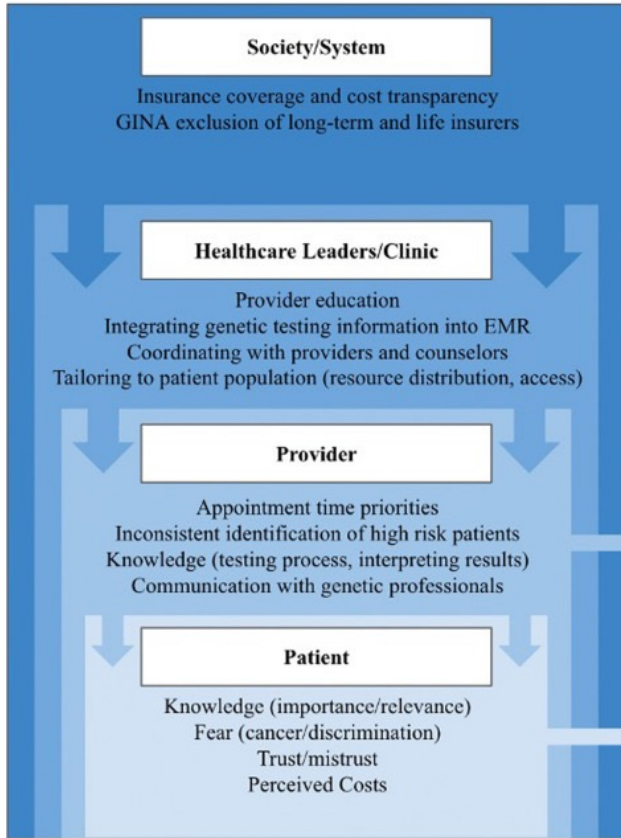 Society/System
Insurance coverage and cost transparency
GINA exclusion of long-term and life insurers
Healthcare Leaders/Clinic
Provider education
Integrating genetic testing information into EMR
Coordinating with providers and counselors
Tailoring to patient population (resource distribution, access)
Provider
Appointment time priorities
Inconsistent identification of high risk patients
Knowledge (testing process, interpreting results)
Communication with genetic professionals
Patient
Knowledge (importance/relevance)
Fear (cancer/discrimination)
Trust/mistrust
Perceived Costs